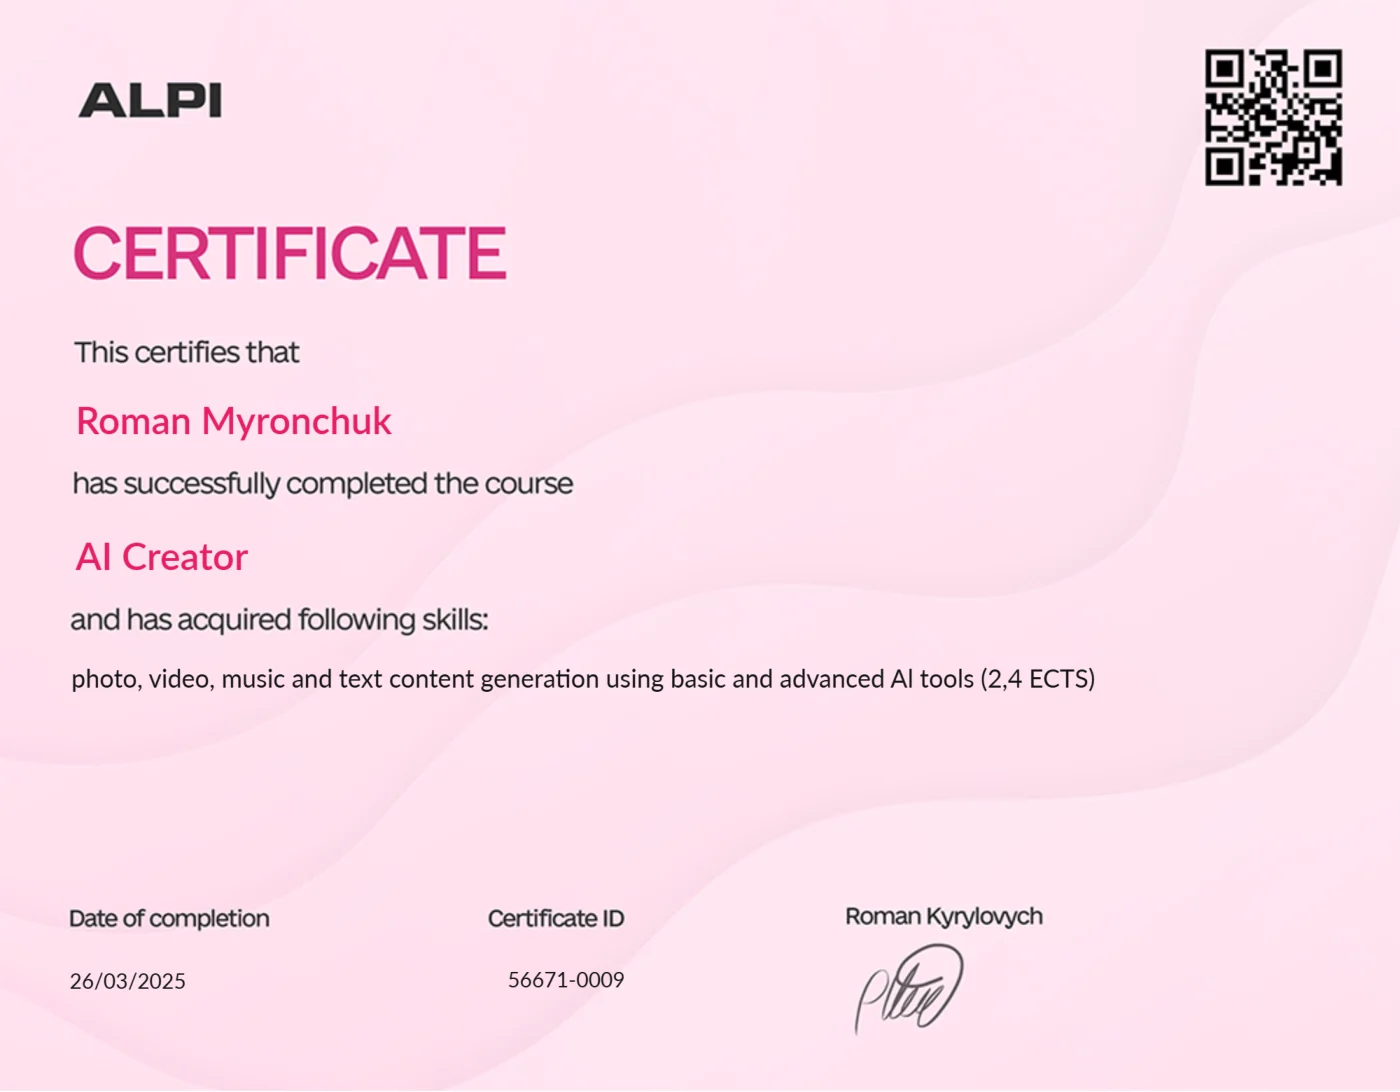 ALPI
CERTIFICATE
This certifies that
Roman Myronchuk
has successfully completed the course
AI Creator
and has acquired following skills:
photo, video, music and text content generation using basic and advanced AI tools (2,4 ECTS)
Date of completion
Certificate ID
Roman Kyrylovych
26/03/2025
56671-0009